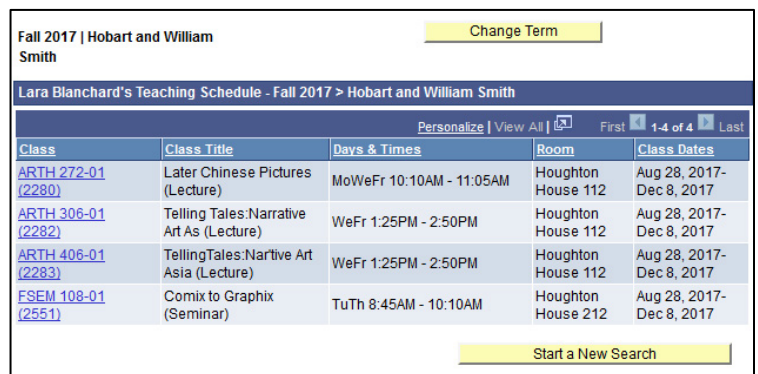 Fall 2017 | Hobart and William
Smith
Change Term
Lara Blanchard's Teaching Schedule - Fall 2017 > Hobart and William Smith
Personalize | View All | First 1-4 of 4 Last
Class Class Title Days & Times Room Class Dates
ARTH 272-01 Later Chinese Pictures MoWeFr 10:10AM - 11:05AM Houghton Aug 28, 2017-
(2280) (Lecture) House 112 Dec 8, 2017
ARTH 306-01 Telling Tales:Narrative WeFr 1:25PM - 2:50PM Houghton Aug 28, 2017-
(2282) Art As (Lecture) House 112 Dec 8, 2017
ARTH 406-01 TellingTales:Nar'tive Art WeFr 1:25PM - 2:50PM Houghton Aug 28, 2017-
(2283) Asia (Lecture) House 112 Dec 8, 2017
FSEM 108-01 Comix to Graphix TuTh 8:45AM - 10:10AM Houghton Aug 28, 2017-
(2551) (Seminar) House 212 Dec 8, 2017
Start a New Search